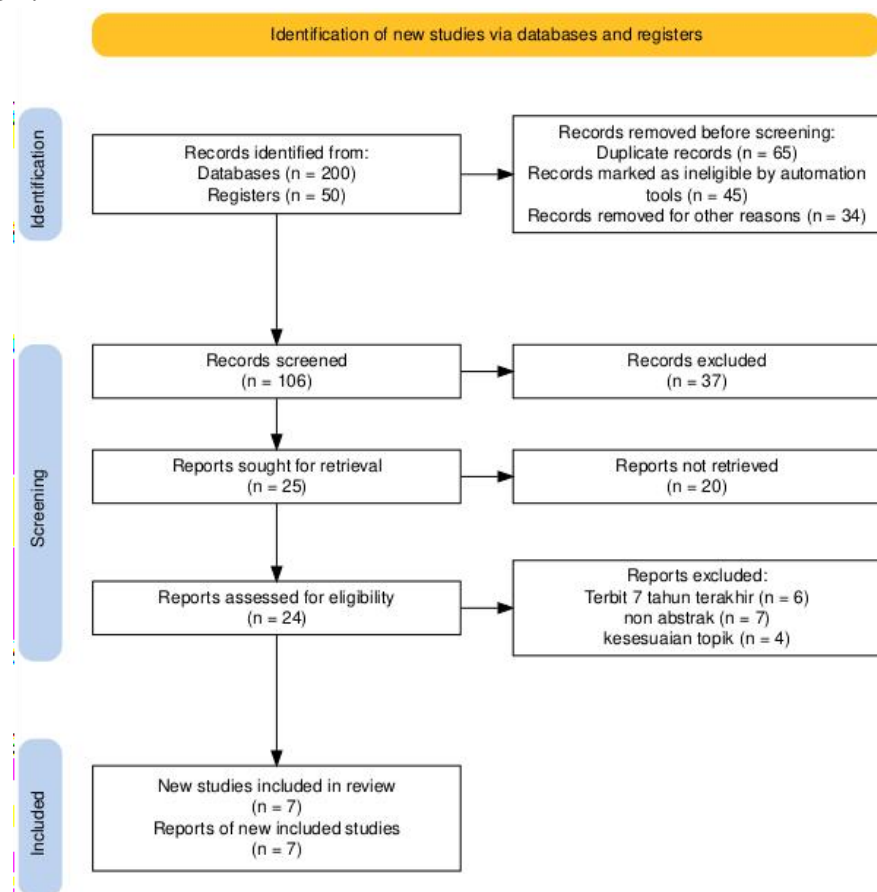 Identification of new studies via databases and registers
Identification
Records identified from:
Databases (n = 200)
Registers (n = 50)
Records removed before screening:
Duplicate records (n = 65)
Records marked as ineligible by automation
tools (n = 45)
Records removed for other reasons (n = 34)
Screening
Records screened
(n = 106)
Records excluded
(n = 37)
Reports sought for retrieval
(n = 25)
Reports not retrieved
(n = 20)
Reports assessed for eligibility
(n = 24)
Reports excluded:
Terbit 7 tahun terakhir (n = 6)
non abstrak (n = 7)
kesesuaian topik (n = 4)
Included
New studies included in review
(n = 7)
Reports of new included studies
(n = 7)